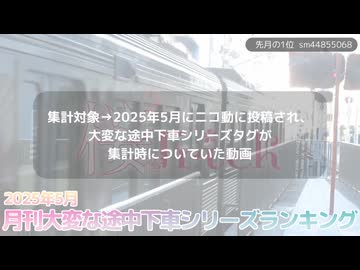 先月の1位 sm44855068
集計対象→2025年5月にニコ動に投稿され、
大変な途中下車シリーズタグが
集計時についていた動画
2025年5月
月刊大変な途中下車シリーズランキング